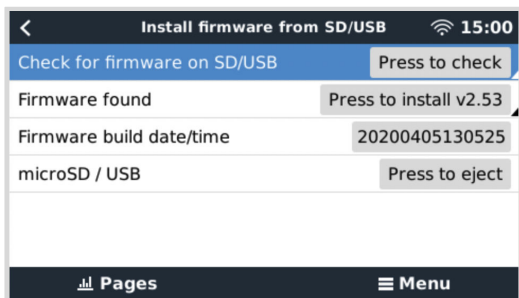 Install firmware from SD/USB 15:00
Check for firmware on SD/USB Press to check
Firmware found Press to install v2.53
Firmware build date/time 20200405130525
microSD / USB Press to eject
Pages Menu